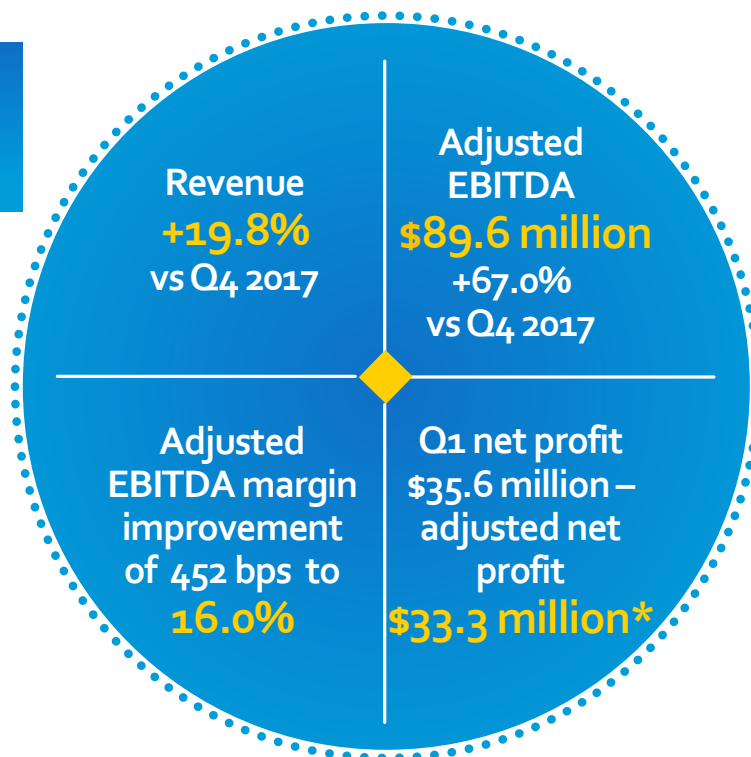 Revenue
+19.8%
vs Q4 2017
Adjusted
EBITDA
$89.6 million
+67.0%
vs Q4 2017
Adjusted
EBITDA margin
improvement
of 452 bps to
16.0%
Q1 net profit
$35.6 million –
adjusted net
profit
$33.3 million*